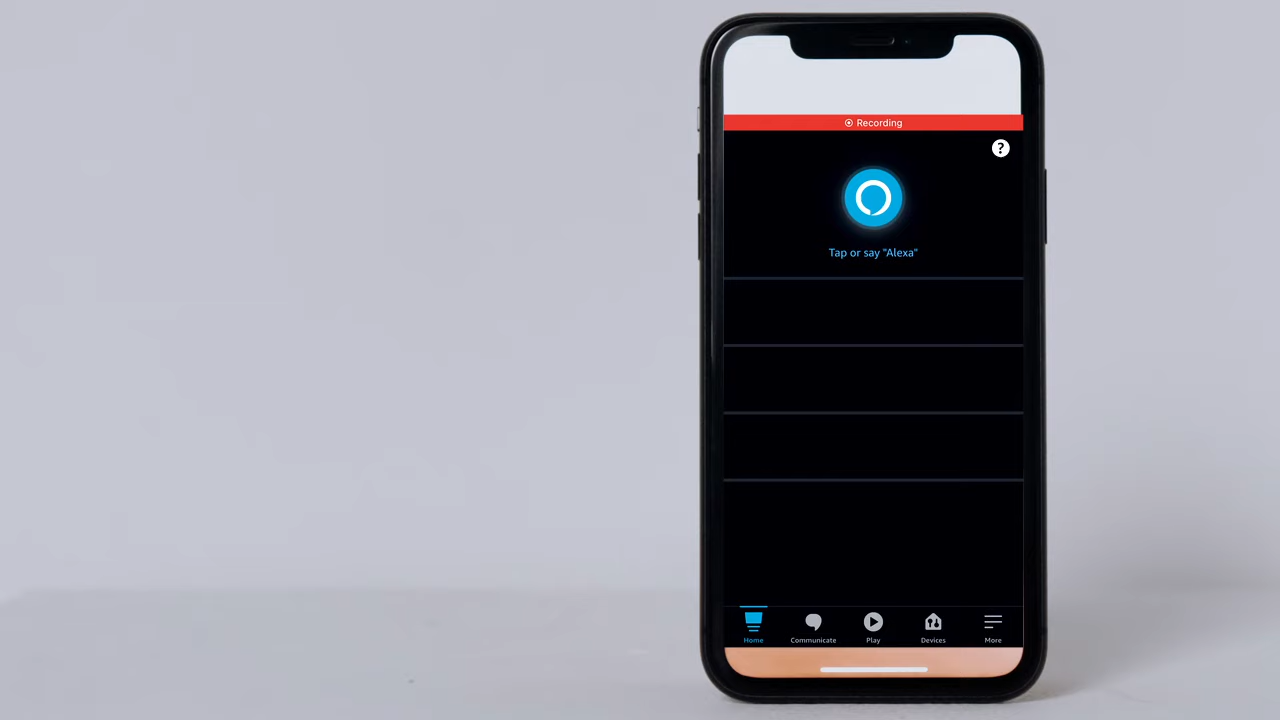 Recording
?
Tap or say "Alexa"
Home
Communicate
Play
Devices
More